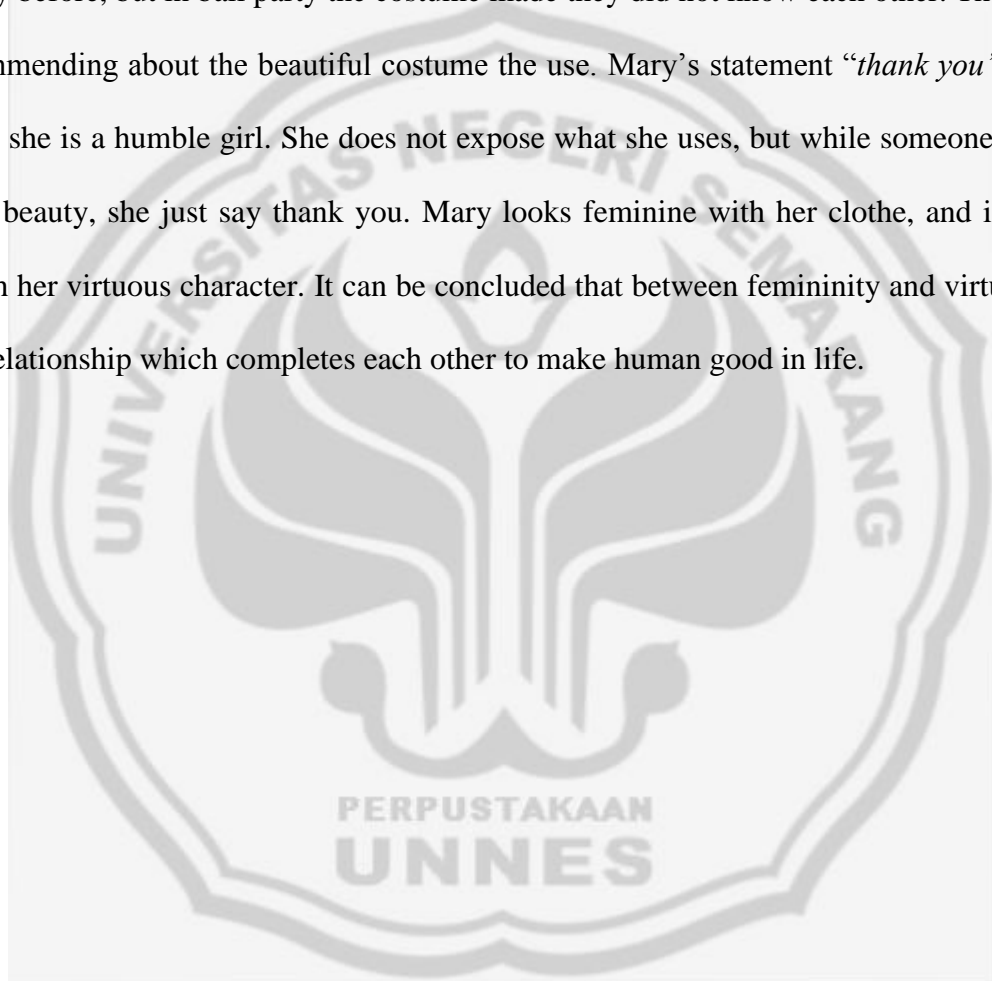 before, but in ball party the costume made they did not know each other.
about the beautiful costume the use. Mary’s statement “thank you”
she is a humble girl. She does not expose what she uses, but while someone
beauty, she just say thank you. Mary looks feminine with her clothe, and
her virtuous character. It can be concluded that between femininity and
which completes each other to make human good in life.
UNIVERSITAS NEGERI SEMARANG
PERPUSTAKAAN
UNNES